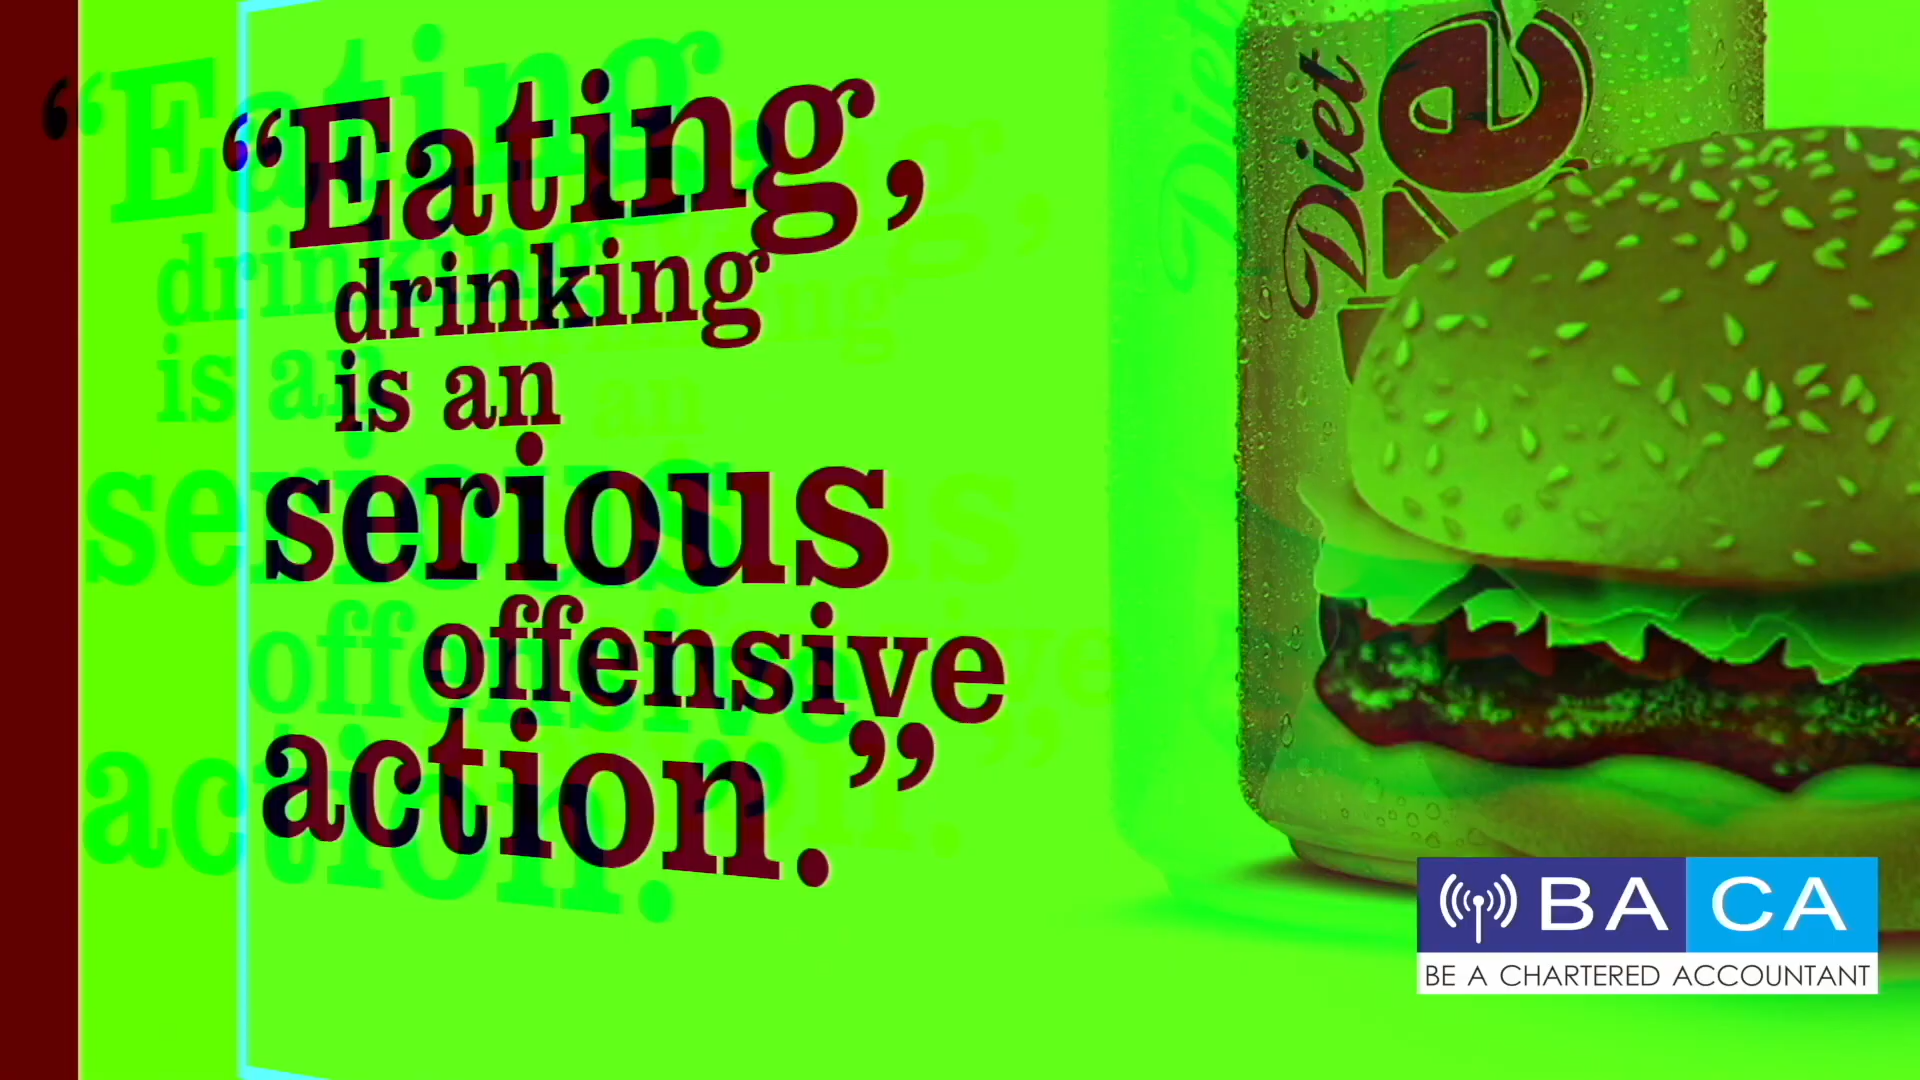 “Eating,
drinking
is an
serious
offensive
action.”
Diet
BA CA
BE A CHARTERED ACCOUNTANT